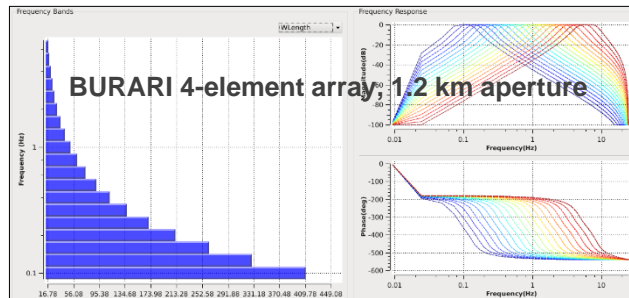 Frequency Bands
WLength
BURARI 4-element array, 1.2 km aperture
Frequency (Hz)
1
0.1
16.78 56.08 95.38 134.68 173.98 213.28 252.58 291.88 331.18 370.48 409.78 449.08
Frequency Response
0
-20
-80
-100
0.01 0.1 1 10
Frequency(Hz)
Phase(deg)
0
-100
-200
-300
-400
-500
-600
0.01 0.1 1 10
Frequency(Hz)